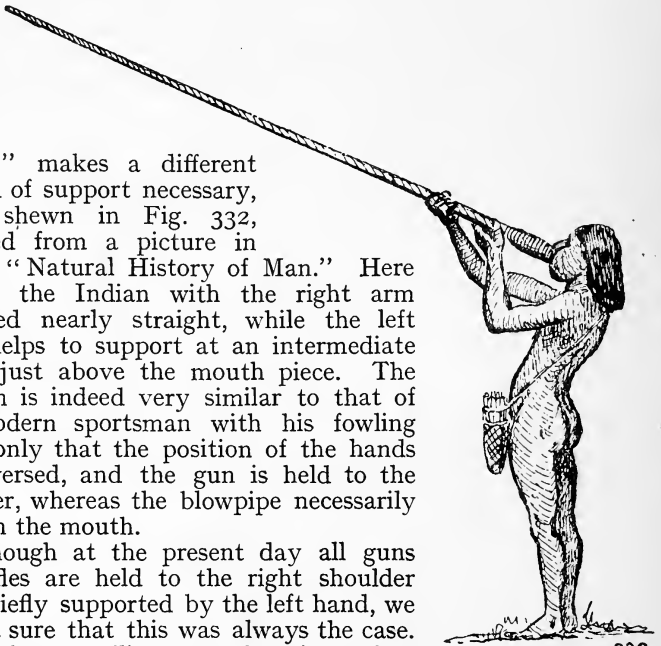 ” makes a different
of support necessary,
shewn in Fig. 332,
d from a picture in
“Natural History of Man.” Here
the Indian with the right arm
ed nearly straight, while the left
elps to support at an intermediate
just above the mouth piece. The
n is indeed very similar to that of
odern sportsman with his fowling
only that the position of the hands
versed, and the gun is held to the
er, whereas the blowpipe necessarily
n the mouth.
hough at the present day all guns
fles are held to the right shoulder
iefly supported by the left hand, we
sure that this was always the case.